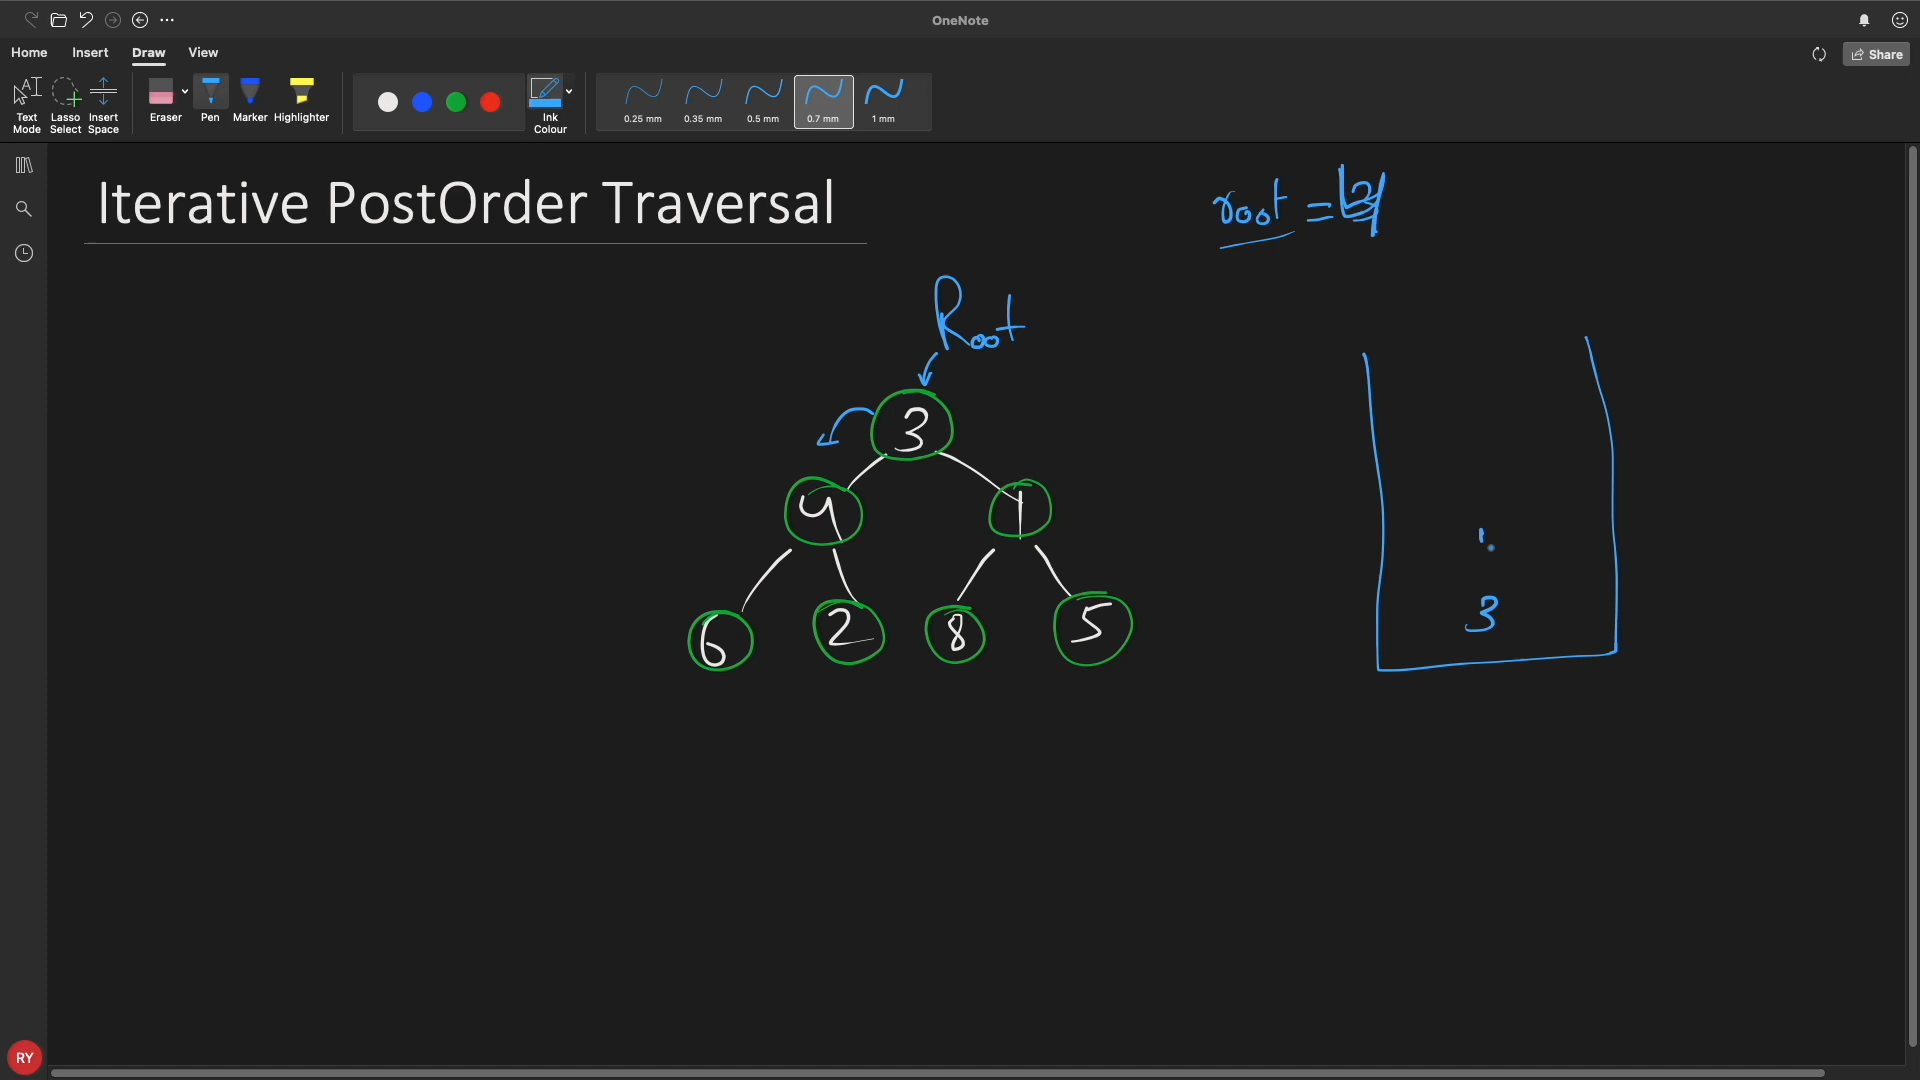 OneNote
Home Insert Draw View
Share
Text Mode
Lasso Select
Insert Space
Eraser
Pen
Marker
Highlighter
Ink Colour
0.25 mm
0.35 mm
0.5 mm
0.7 mm
1 mm
Iterative PostOrder Traversal
root =
Root
3
4 1
6 2 8 5
3
RY